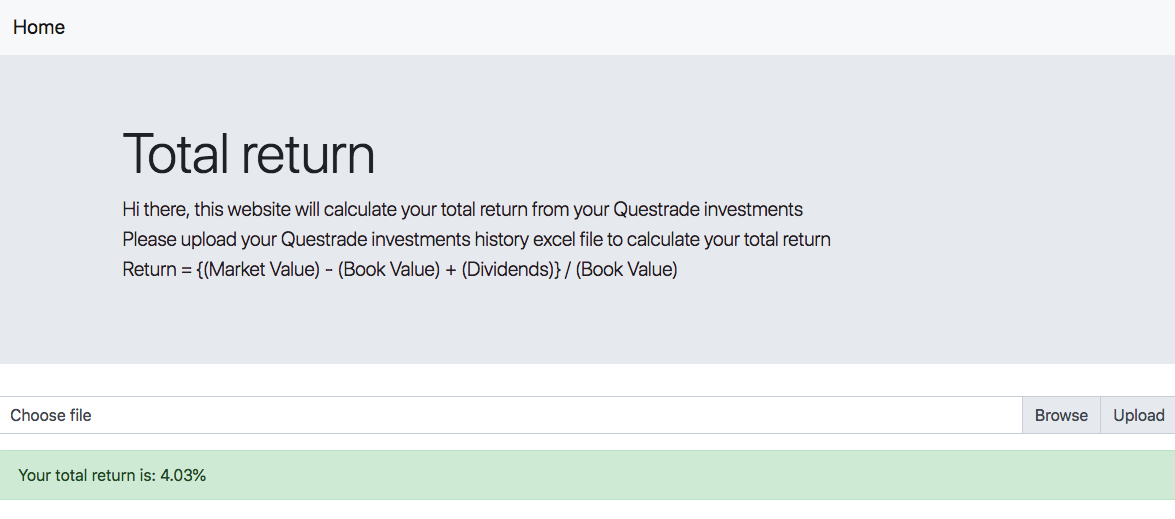 Home
Total return
Hi there, this website will calculate your total return from your Questrade investments
Please upload your Questrade investments history excel file to calculate your total return
Return = {(Market Value) - (Book Value) + (Dividends)} / (Book Value)
Choose file Browse Upload
Your total return is: 4.03%